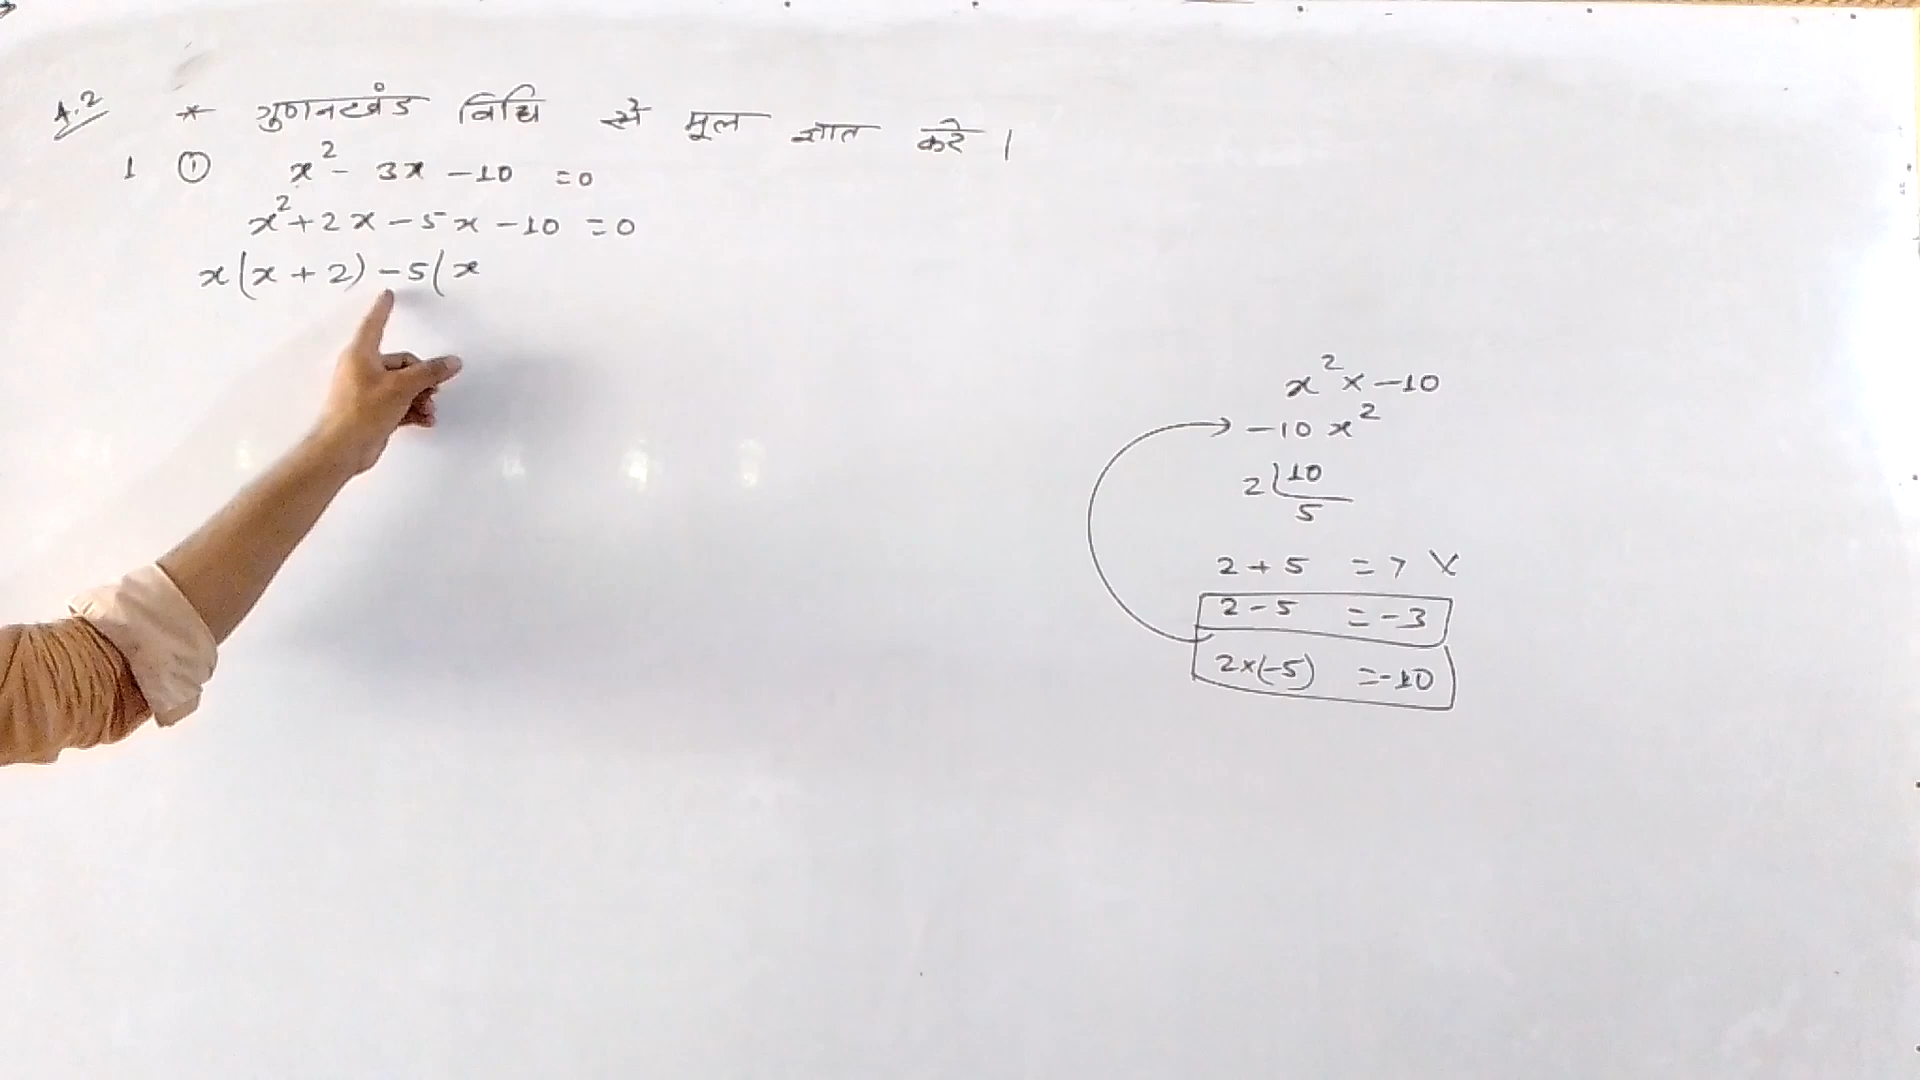 4.2 * गुणनखंड विधि से मूल ज्ञात करे ।
1 ① x² - 3x - 10 = 0
x² + 2x - 5x - 10 = 0
x(x + 2) - 5(x
x² × -10
-10 x²
2 | 10
5
2 + 5 = 7 ×
2 - 5 = -3
2×(-5) = -10